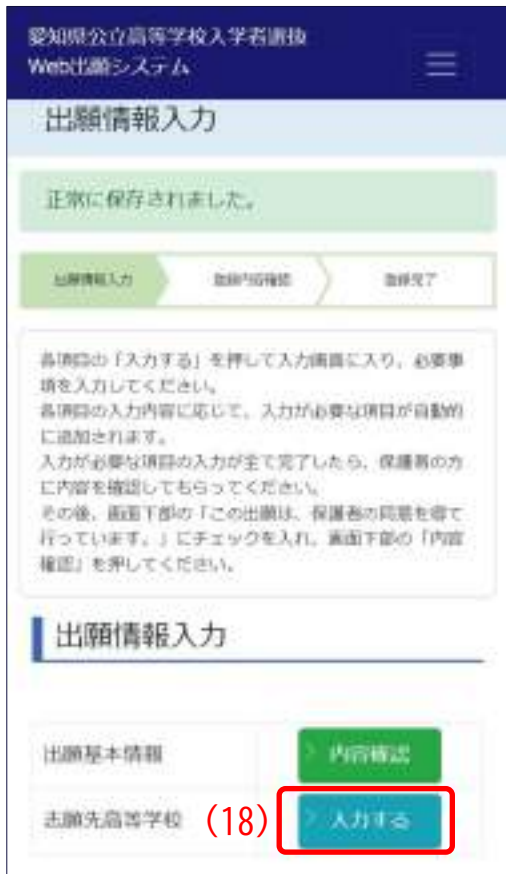 愛知県公立高等学校入学者選抜
Web出願システム
出願情報入力
正常に保存されました。
出願情報入力
登録内容確認
登録完了
各項目の「入力する」を押して入力画面に入り、必要事
項を入力してください。
各項目の入力内容に応じて、入力が必要な項目が自動的
に追加されます。
入力が必要な項目の入力が全て完了したら、保護者の方
に内容を確認してもらってください。
その後、画面下部の「この出願は、保護者の同意を得て
行っています。」にチェックを入れ、画面下部の「内容
確認」を押してください。
出願情報入力
出願基本情報
内容確認
志願先高等学校
(18)
入力する